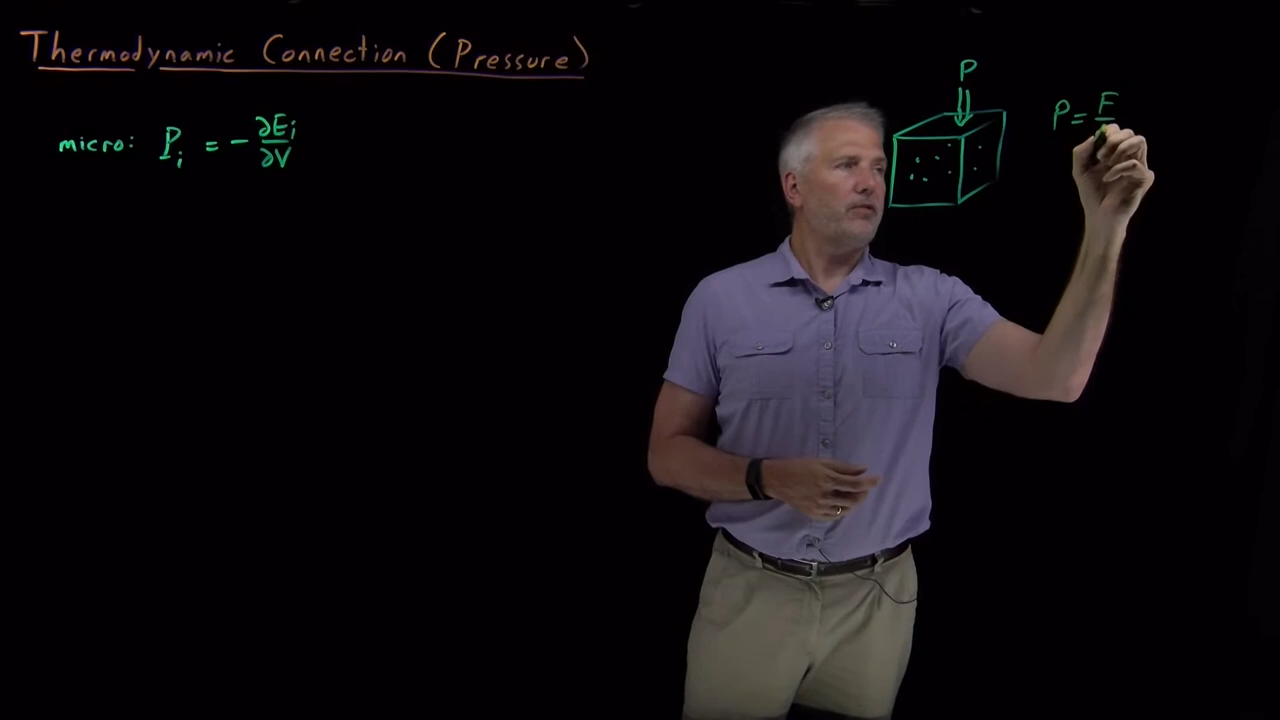 Thermodynamic Connection (Pressure)
micro: Pᵢ = - ∂Eᵢ/∂V
P
P = F